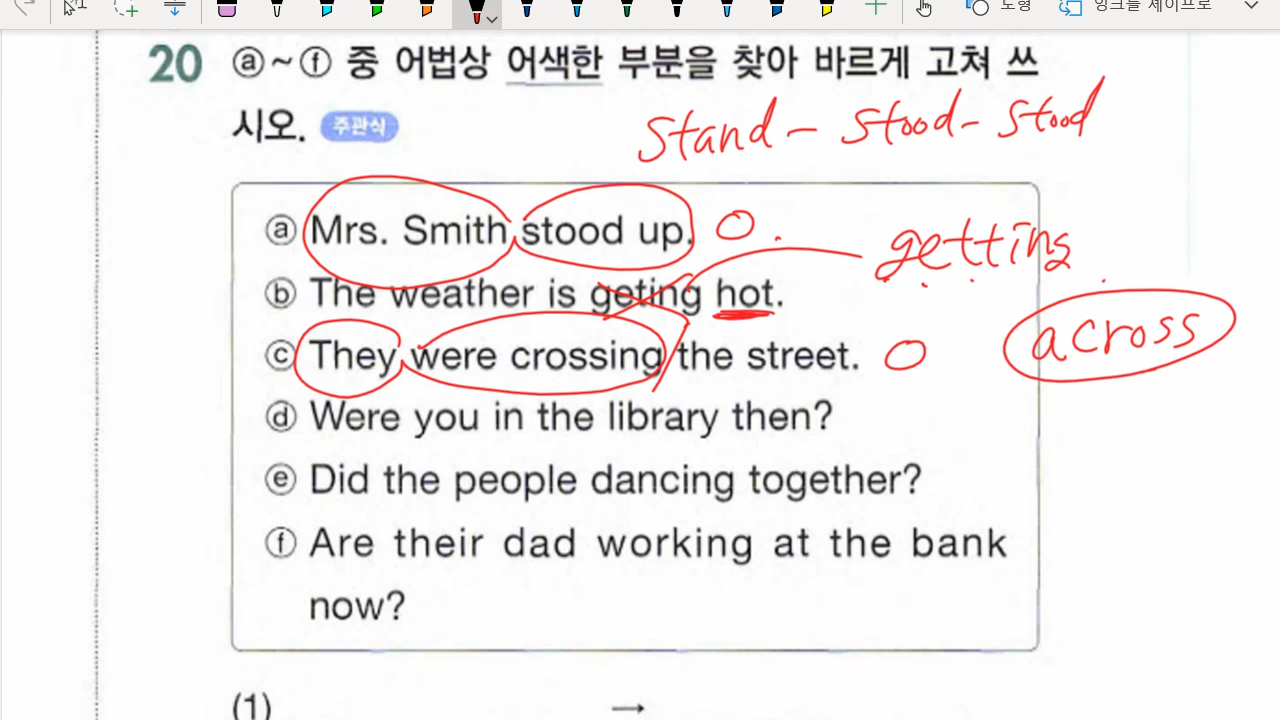 도형
잉크를 셰이프로
20 ⓐ~ⓕ 중 어법상 어색한 부분을 찾아 바르게 고쳐 쓰
시오. 주관식
stand - stood - stood
ⓐ Mrs. Smith stood up. O.
getting
ⓑ The weather is geting hot.
across
ⓒ They were crossing the street. O
ⓓ Were you in the library then?
ⓔ Did the people dancing together?
ⓕ Are their dad working at the bank
now?
(1) →